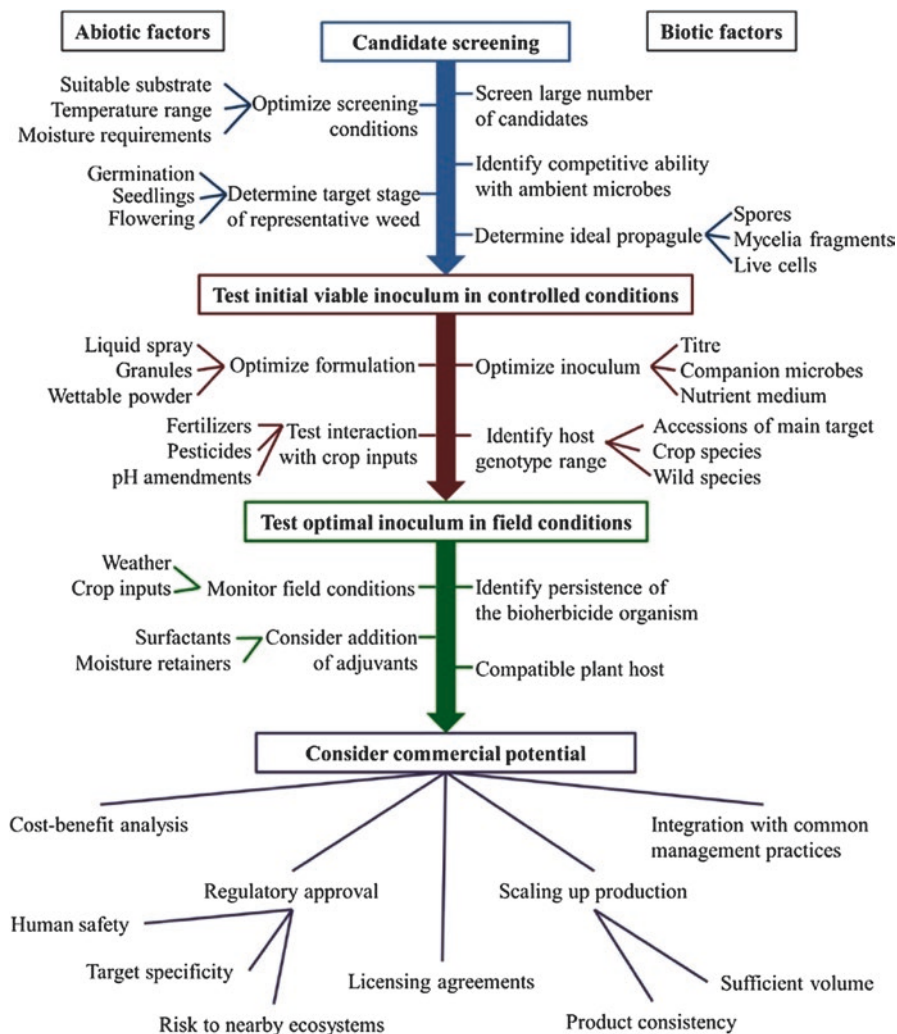 Abiotic factors
Candidate screening
Biotic factors
Suitable substrate
Temperature range
Moisture requirements
Optimize screening
conditions
Screen large number
of candidates
Germination
Seedlings
Flowering
Determine target stage
of representative weed
Identify competitive ability
with ambient microbes
Determine ideal propagule
Spores
Mycelia fragments
Live cells
Test initial viable inoculum in controlled conditions
Liquid spray
Granules
Wettable powder
Optimize formulation
Optimize inoculum
Titre
Companion microbes
Nutrient medium
Fertilizers
Pesticides
pH amendments
Test interaction
with crop inputs
Identify host
genotype range
Accessions of main target
Crop species
Wild species
Test optimal inoculum in field conditions
Weather
Crop inputs
Monitor field conditions
Identify persistence of
the bioherbicide organism
Surfactants
Moisture retainers
Consider addition
of adjuvants
Compatible plant host
Consider commercial potential
Cost-benefit analysis
Integration with common
management practices
Regulatory approval
Scaling up production
Human safety
Target specificity
Risk to nearby ecosystems
Licensing agreements
Sufficient volume
Product consistency